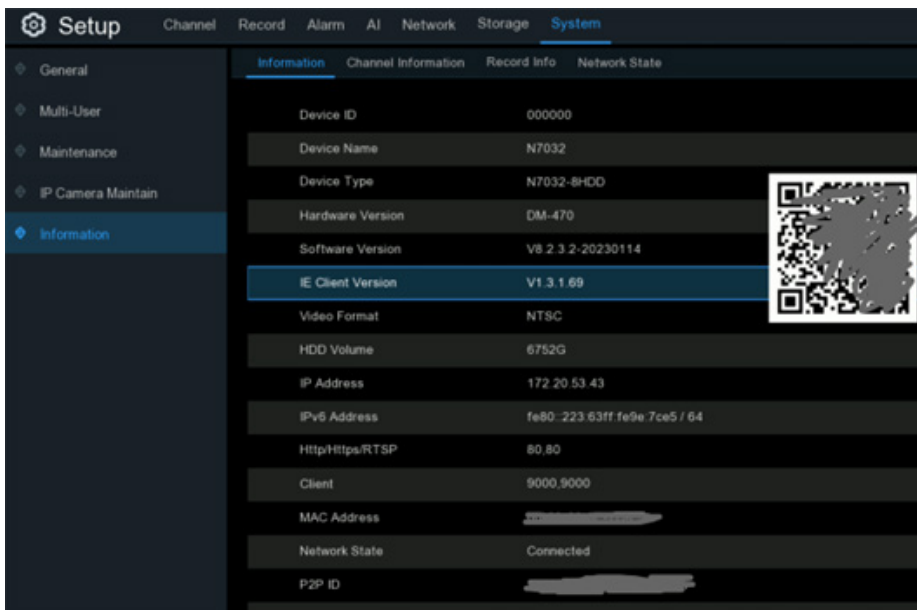 Setup Channel Record Alarm AI Network Storage System
General
Multi-User
Maintenance
IP Camera Maintain
Information
Information Channel Information Record Info Network State
Device ID 000000
Device Name N7032
Device Type N7032-8HDD
Hardware Version DM-470
Software Version V8.2.3.2-20230114
IE Client Version V1.3.1.69
Video Format NTSC
HDD Volume 6752G
IP Address 172.20.53.43
IPv6 Address fe80::223:63ff:fe9e:7ce5 / 64
Http/Https/RTSP 80,80
Client 9000,9000
MAC Address
Network State Connected
P2P ID